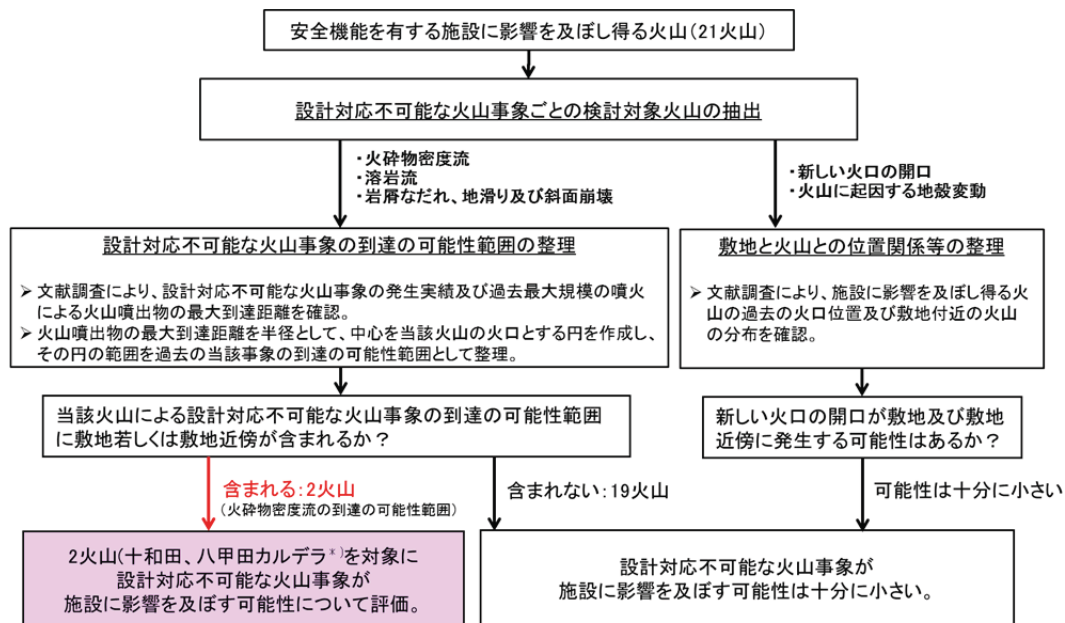 安全機能を有する施設に影響を及ぼし得る火山(21火山)
設計対応不可能な火山事象ごとの検討対象火山の抽出
・火砕物密度流
・溶岩流
・岩屑なだれ、地滑り及び斜面崩壊
・新しい火口の開口
・火山に起因する地殻変動
設計対応不可能な火山事象の到達の可能性範囲の整理
➢ 文献調査により、設計対応不可能な火山事象の発生実績及び過去最大規模の噴火
による火山噴出物の最大到達距離を確認。
➢ 火山噴出物の最大到達距離を半径として、中心を当該火山の火口とする円を作成し、
その円の範囲を過去の当該事象の到達の可能性範囲として整理。
敷地と火山との位置関係等の整理
➢ 文献調査により、施設に影響を及ぼし得る火
山の過去の火口位置及び敷地付近の火山
の分布を確認。
当該火山による設計対応不可能な火山事象の到達の可能性範囲
に敷地若しくは敷地近傍が含まれるか?
新しい火口の開口が敷地及び敷地
近傍に発生する可能性はあるか?
含まれる:2火山
(火砕物密度流の到達の可能性範囲)
含まれない:19火山
可能性は十分に小さい
2火山(十和田、八甲田カルデラ※)を対象に
設計対応不可能な火山事象が
施設に影響を及ぼす可能性について評価。
設計対応不可能な火山事象が
施設に影響を及ぼす可能性は十分に小さい。